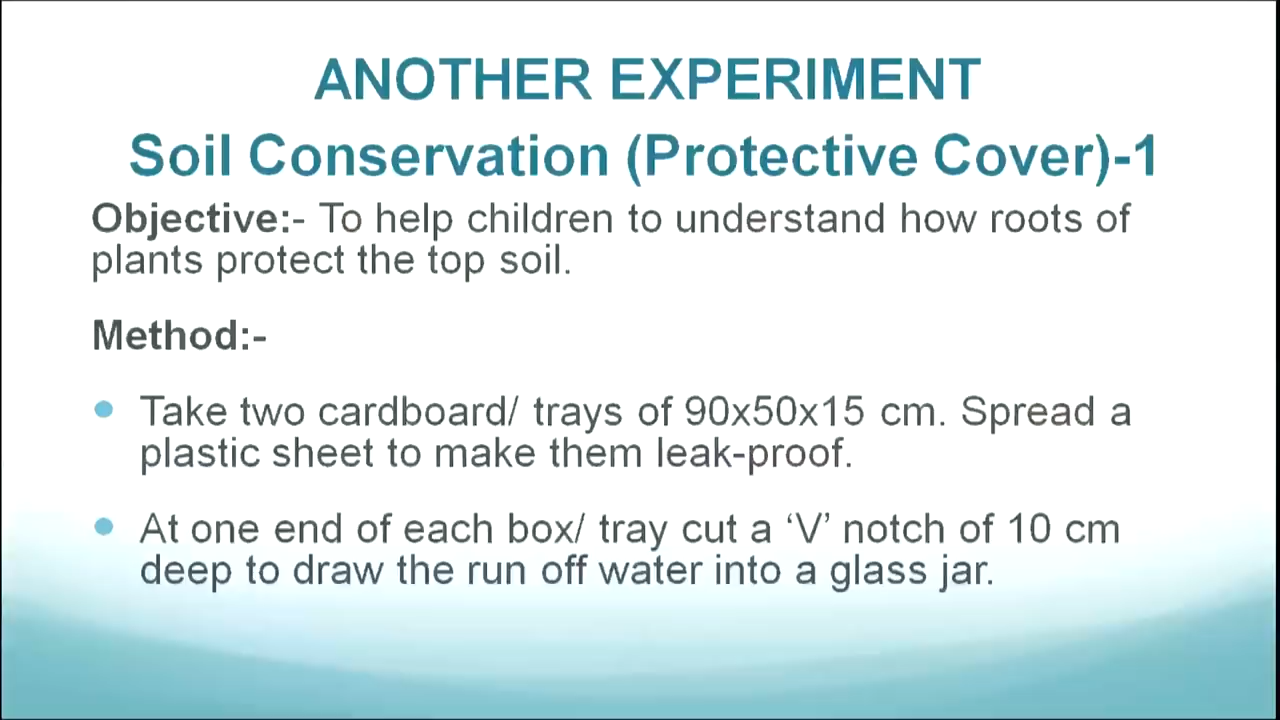 ANOTHER EXPERIMENT
Soil Conservation (Protective Cover)-1
Objective:- To help children to understand how roots of
plants protect the top soil.
Method:-
• Take two cardboard/ trays of 90x50x15 cm. Spread a
plastic sheet to make them leak-proof.
• At one end of each box/ tray cut a ‘V’ notch of 10 cm
deep to draw the run off water into a glass jar.